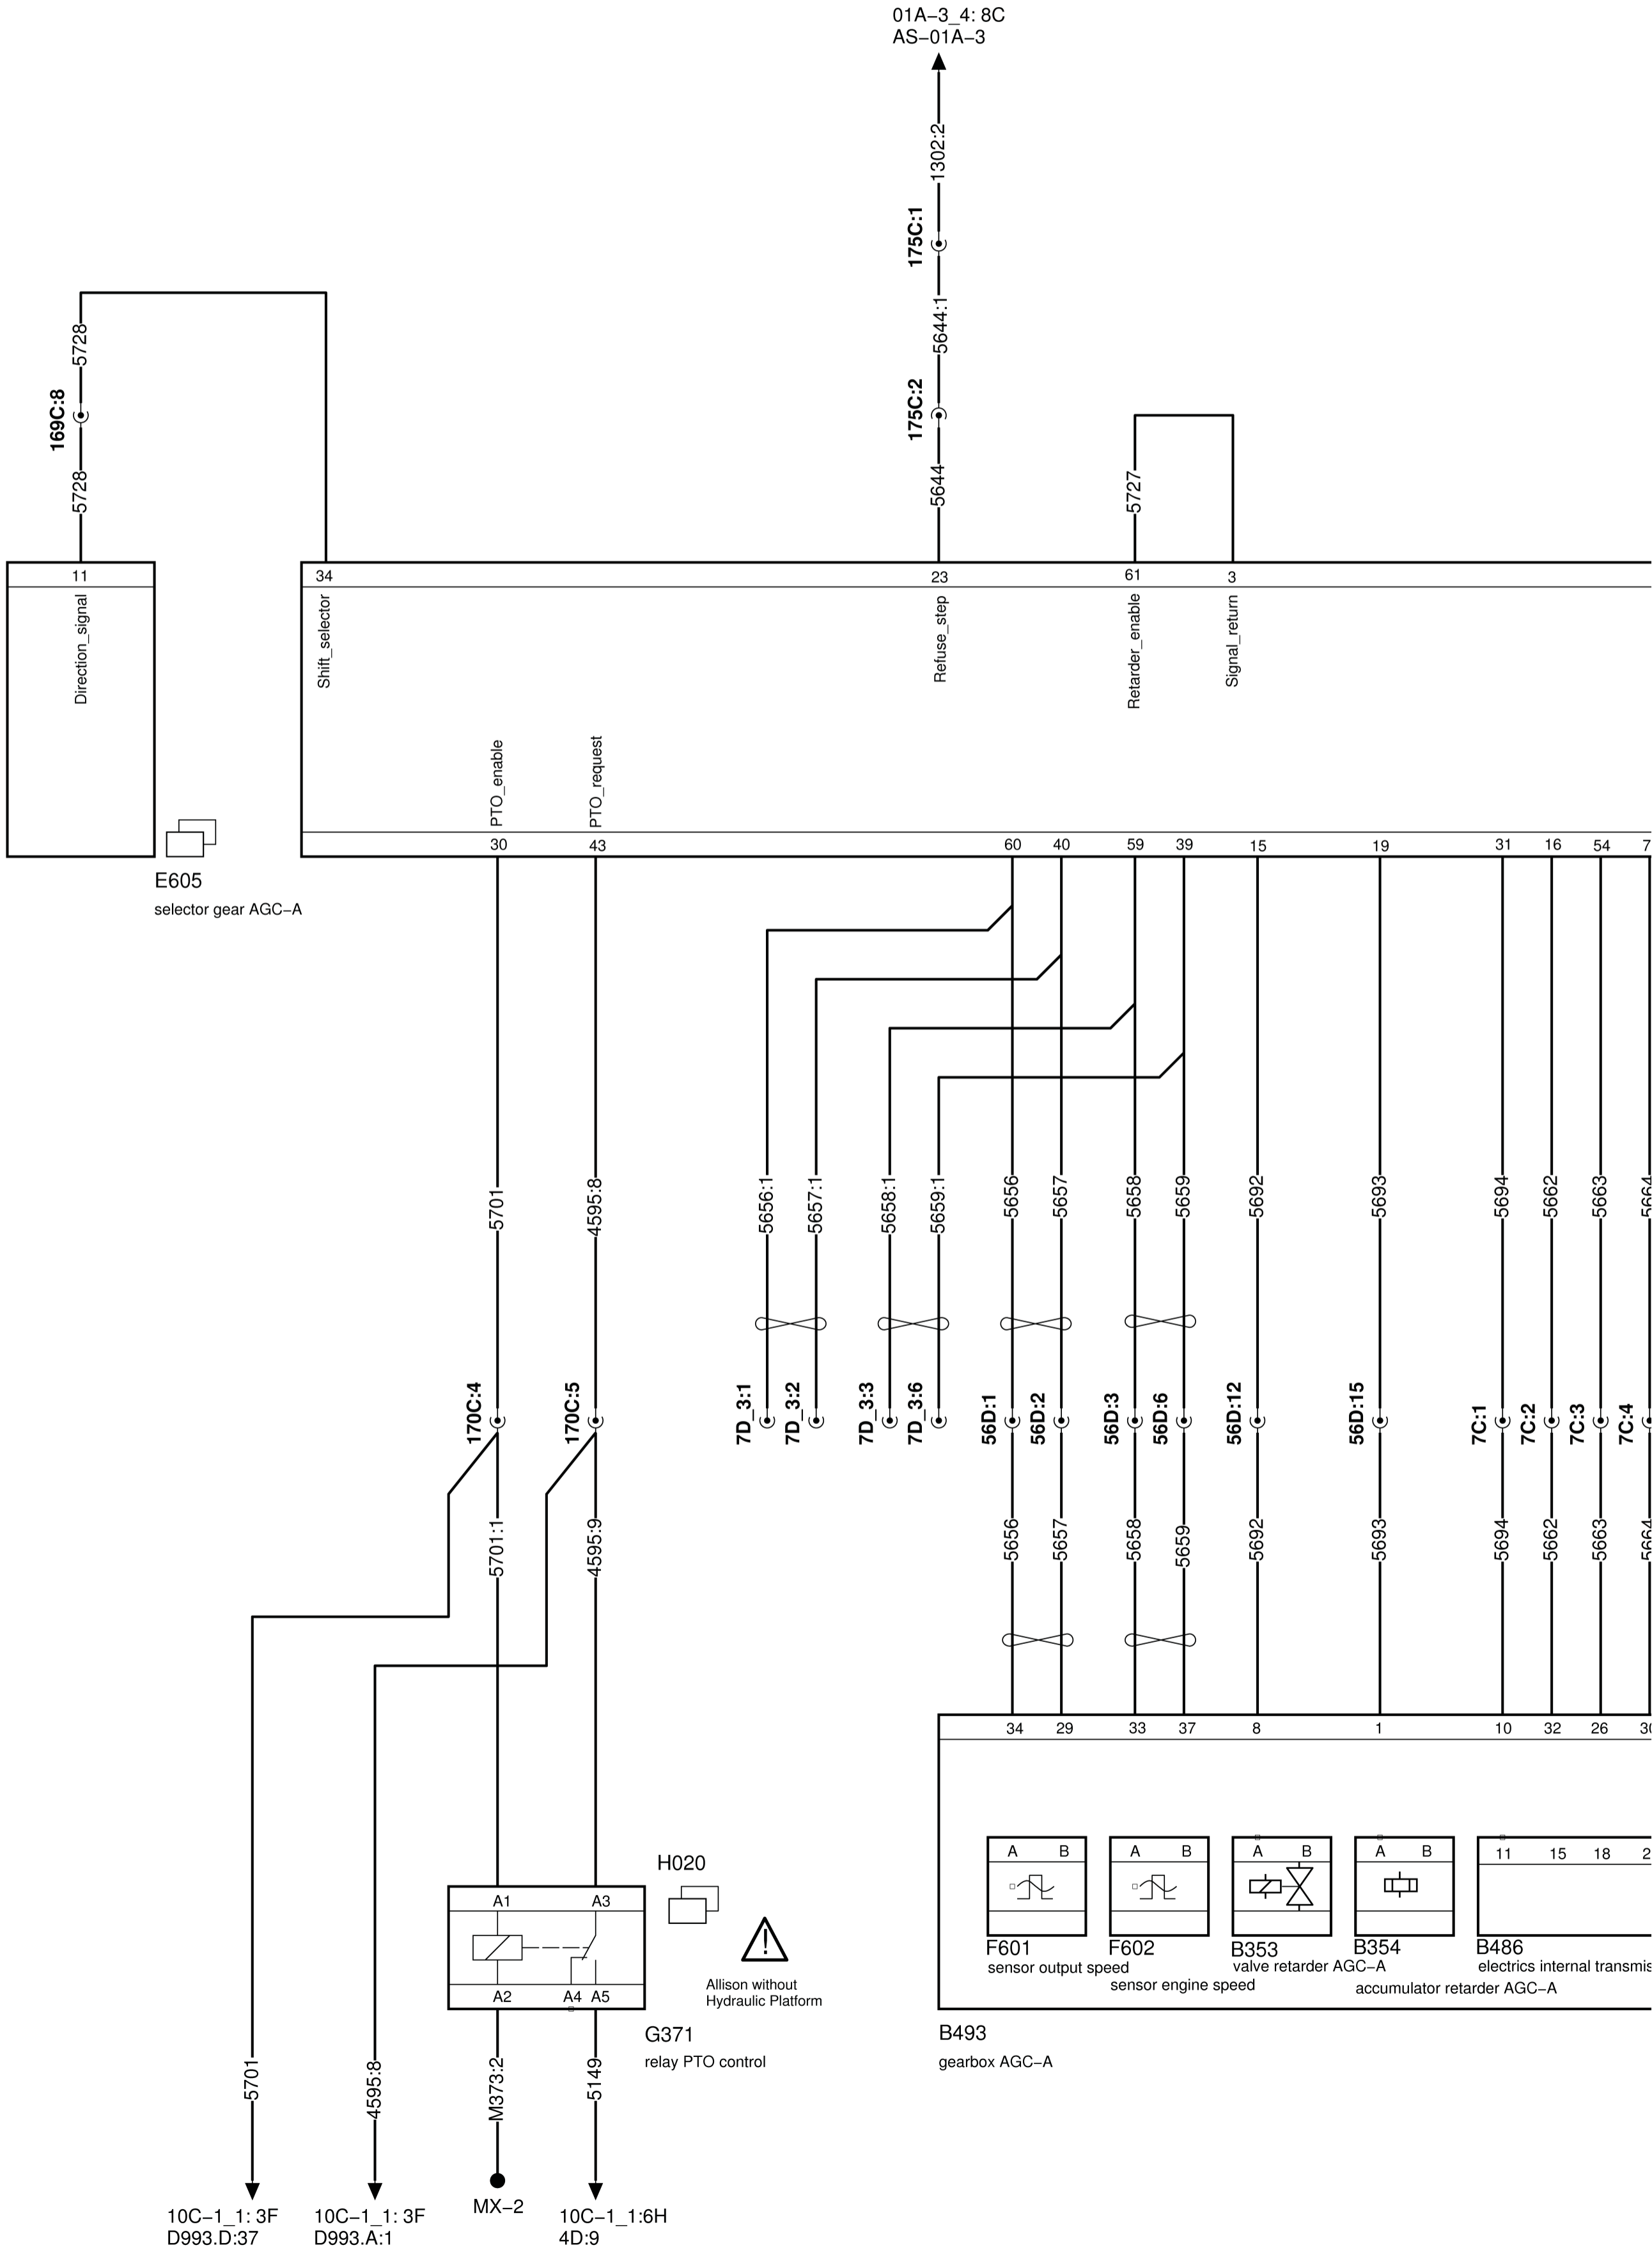 01A−3_4: 8C
AS−01A−3
1302:2
175C:1
5644:1
175C:2
5644
5728
169C:8
5728
5727
11
34
23
61
3
Direction_signal
Shift_selector
Refuse_step
Retarder_enable
Signal_return
PTO_enable
PTO_request
30
43
60
40
59
39
15
19
31
16
54
7
E605
selector gear AGC−A
5701
4595:8
5656:1
5657:1
5658:1
5659:1
5656
5657
5658
5659
5692
5693
5694
5662
5663
5664
170C:4
170C:5
7D_3:1
7D_3:2
7D_3:3
7D_3:6
56D:1
56D:2
56D:3
56D:6
56D:12
56D:15
7C:1
7C:2
7C:3
7C:4
5701:1
4595:9
5656
5657
5658
5659
5692
5693
5694
5662
5663
5664
34
29
33
37
8
1
10
32
26
30
H020
A1
A3
A2
A4
A5
Allison without
Hydraulic Platform
G371
relay PTO control
A
B
A
B
A
B
A
B
11
15
18
2
F601
sensor output speed
F602
sensor engine speed
B353
valve retarder AGC−A
B354
accumulator retarder AGC−A
B486
electrics internal transmis
B493
gearbox AGC−A
5701
4595:8
M373:2
5149
10C−1_1: 3F
D993.D:37
10C−1_1: 3F
D993.A:1
MX−2
10C−1_1:6H
4D:9